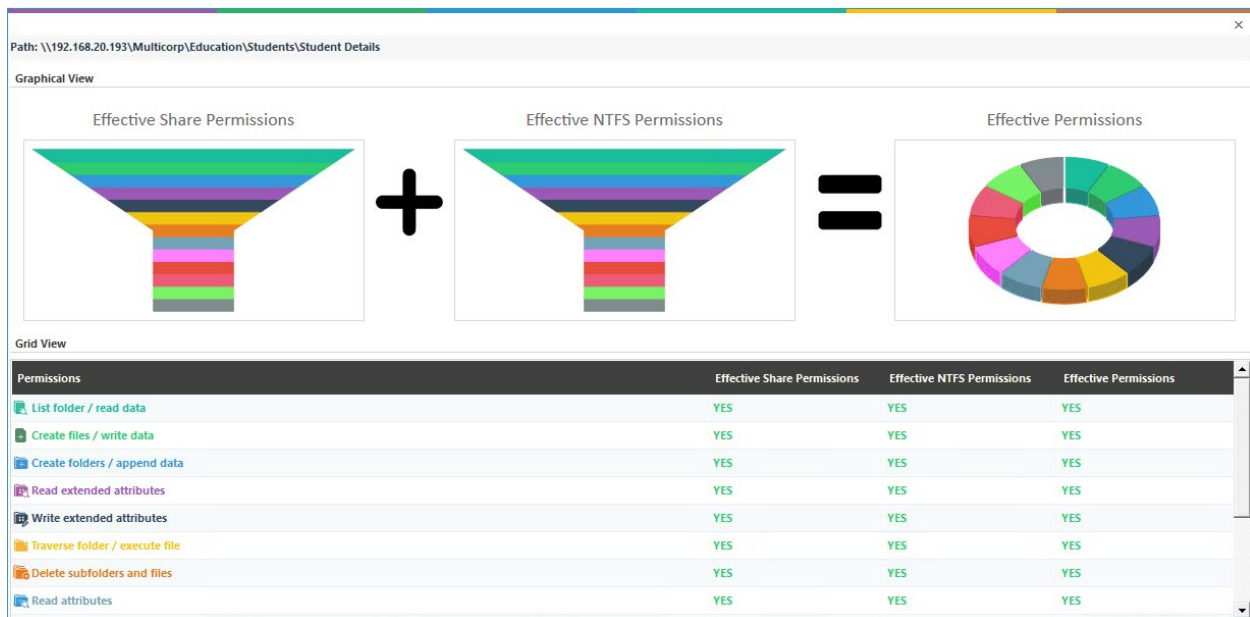 Path: \\192.168.20.193\Multicorp\Education\Students\Student Details
Graphical View
Effective Share Permissions
Effective NTFS Permissions
Effective Permissions
Grid View
Permissions Effective Share Permissions Effective NTFS Permissions Effective Permissions
List folder / read data YES YES YES
Create files / write data YES YES YES
Create folders / append data YES YES YES
Read extended attributes YES YES YES
Write extended attributes YES YES YES
Traverse folder / execute file YES YES YES
Delete subfolders and files YES YES YES
Read attributes YES YES YES